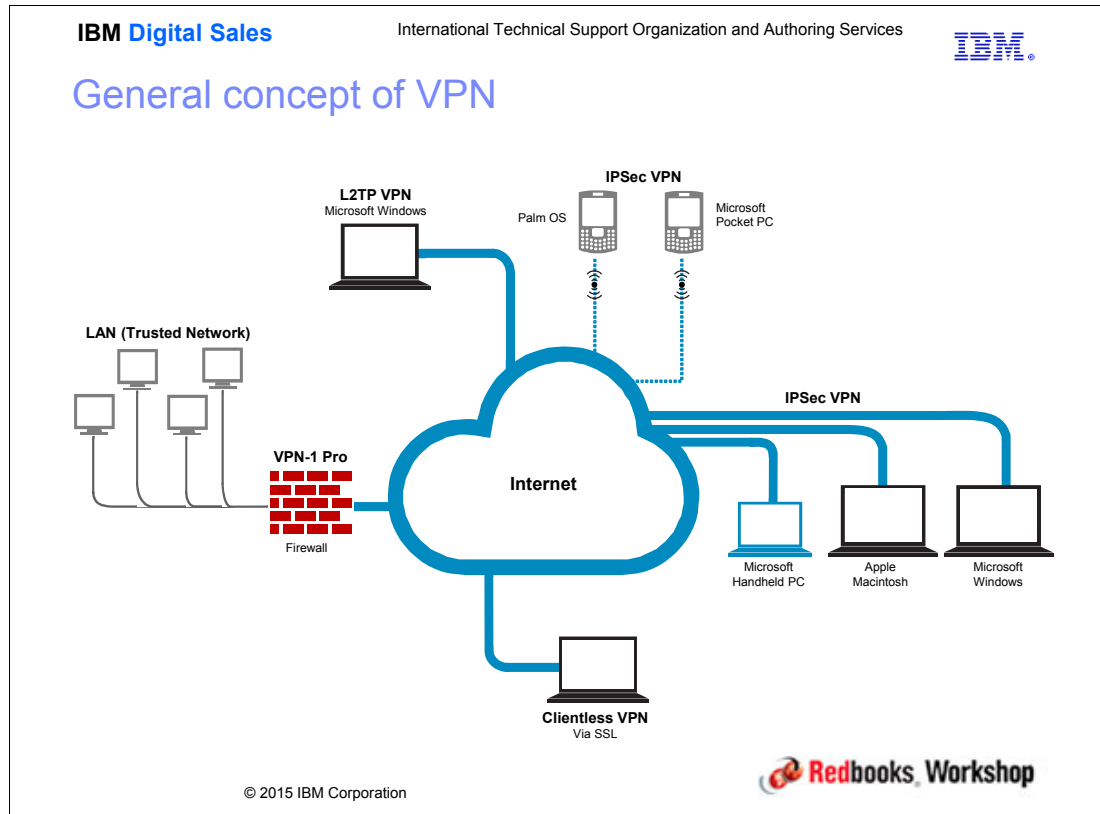 IBM Digital Sales
International Technical Support Organization and Authoring Services
IBM®
General concept of VPN
IPSec VPN
L2TP VPN
Microsoft Windows
Palm OS
Microsoft
Pocket PC
LAN (Trusted Network)
IPSec VPN
VPN-1 Pro
Internet
Firewall
Microsoft
Handheld PC
Apple
Macintosh
Microsoft
Windows
Clientless VPN
Via SSL
Redbooks Workshop
© 2015 IBM Corporation